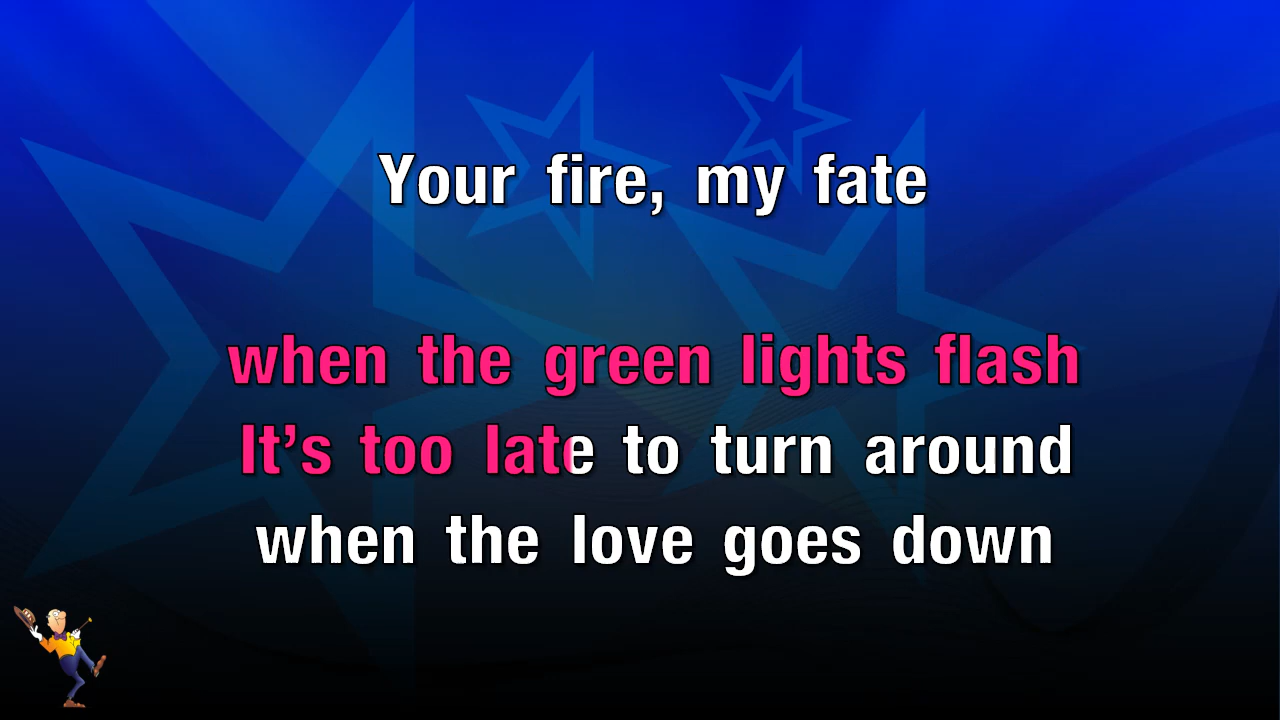 Your fire, my fate
when the green lights flash
It’s too late to turn around
when the love goes down